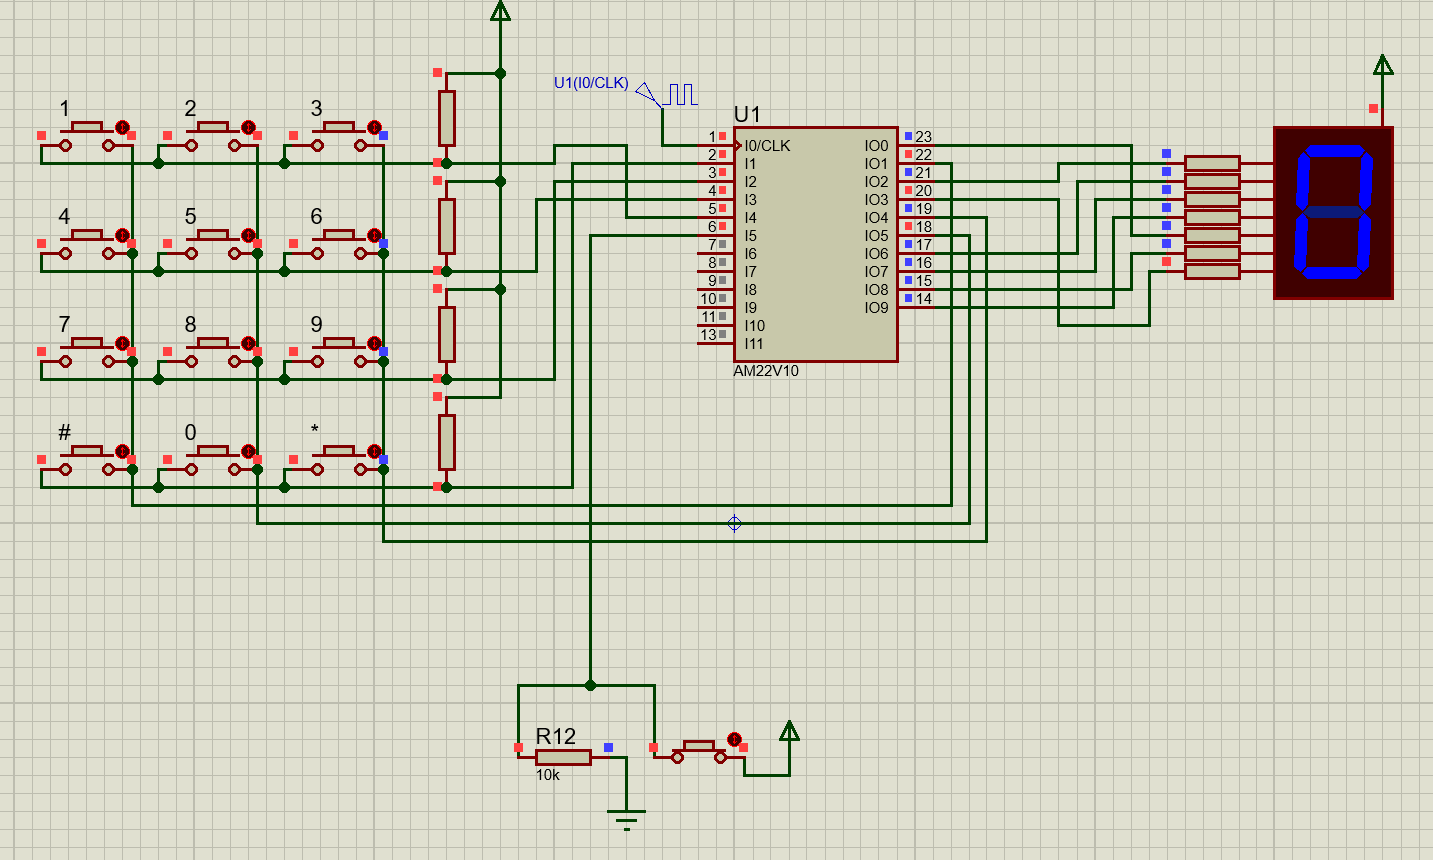 U1(I0/CLK)
1 2 3
4 5 6
7 8 9
# 0 *
U1
1 I0/CLK IO0 23
2 I1 IO1 22
3 I2 IO2 21
4 I3 IO3 20
5 I4 IO4 19
6 I5 IO5 18
7 I6 IO6 17
8 I7 IO7 16
9 I8 IO8 15
10 I9 IO9 14
11 I10
13 I11
AM22V10
0
R12
10k